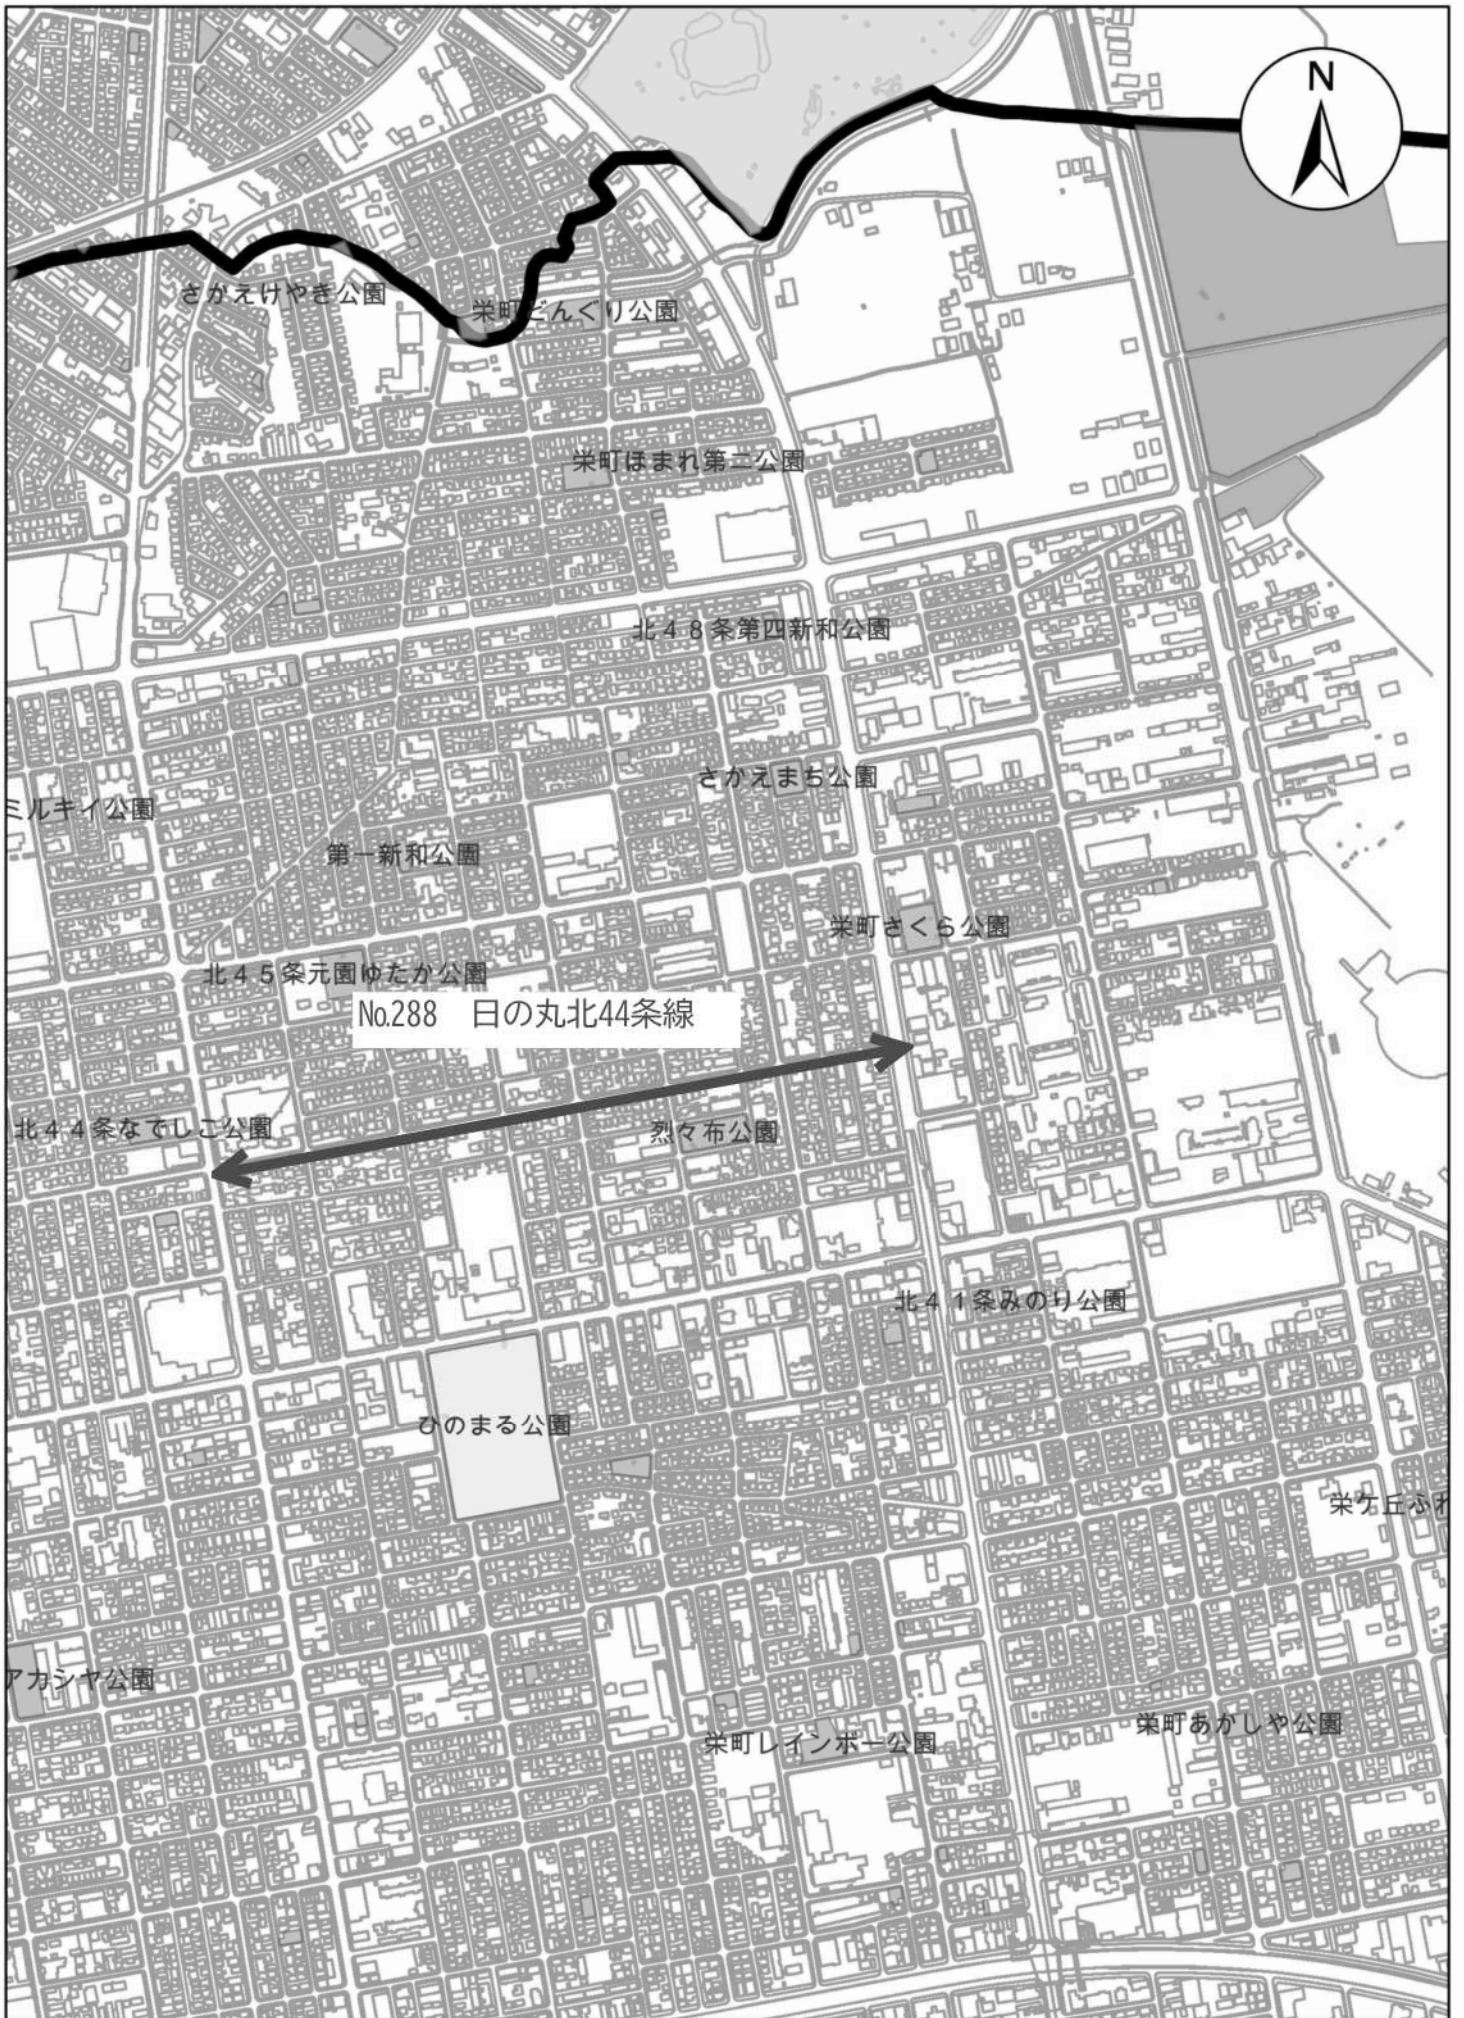 N
さかえけやき公園
栄町どんぐり公園
栄町ほまれ第二公園
北48条第四新和公園
さかえまち公園
ミルキイ公園
第一新和公園
栄町さくら公園
北45条元園ゆたか公園
№288 日の丸北44条線
北44条なでしこ公園
烈々布公園
北41条みのり公園
ひのまる公園
栄ケ丘ふれ
アカシヤ公園
栄町あかしや公園
栄町レインボー公園